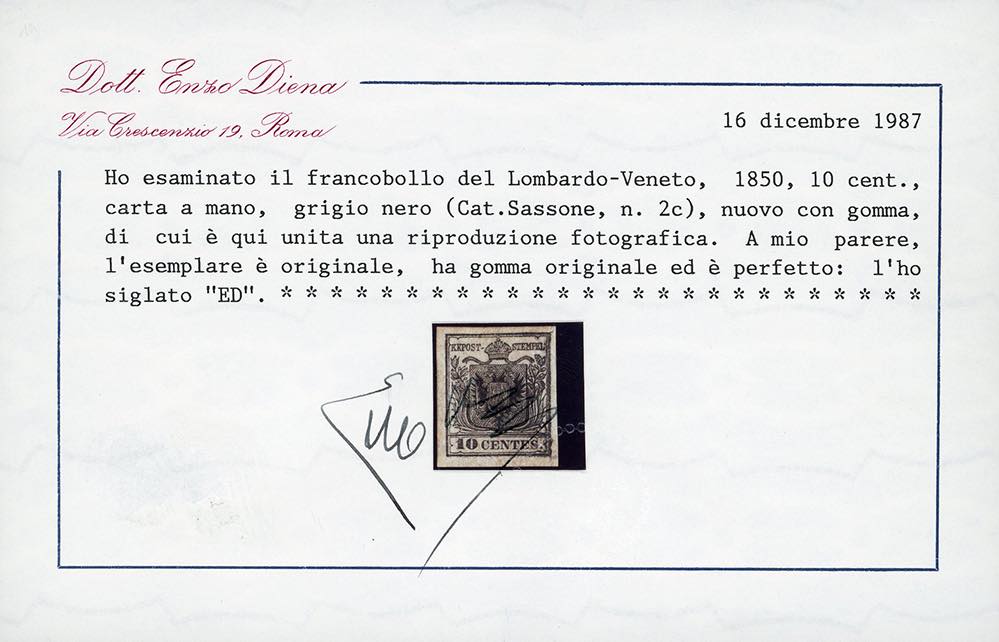 Dott. Enzo Diena
Via Crescenzio 19, Roma
16 dicembre 1987
Ho esaminato il francobollo del Lombardo-Veneto, 1850, 10 cent.,
carta a mano, grigio nero (Cat.Sassone, n. 2c), nuovo con gomma,
di cui è qui unita una riproduzione fotografica. A mio parere,
l'esemplare è originale, ha gomma originale ed è perfetto: l'ho
siglato "ED". * * * * * * * * * * * * * * * * * * * * * * * * * * * *
KEPOST-STEMPEL
10 CENTES.